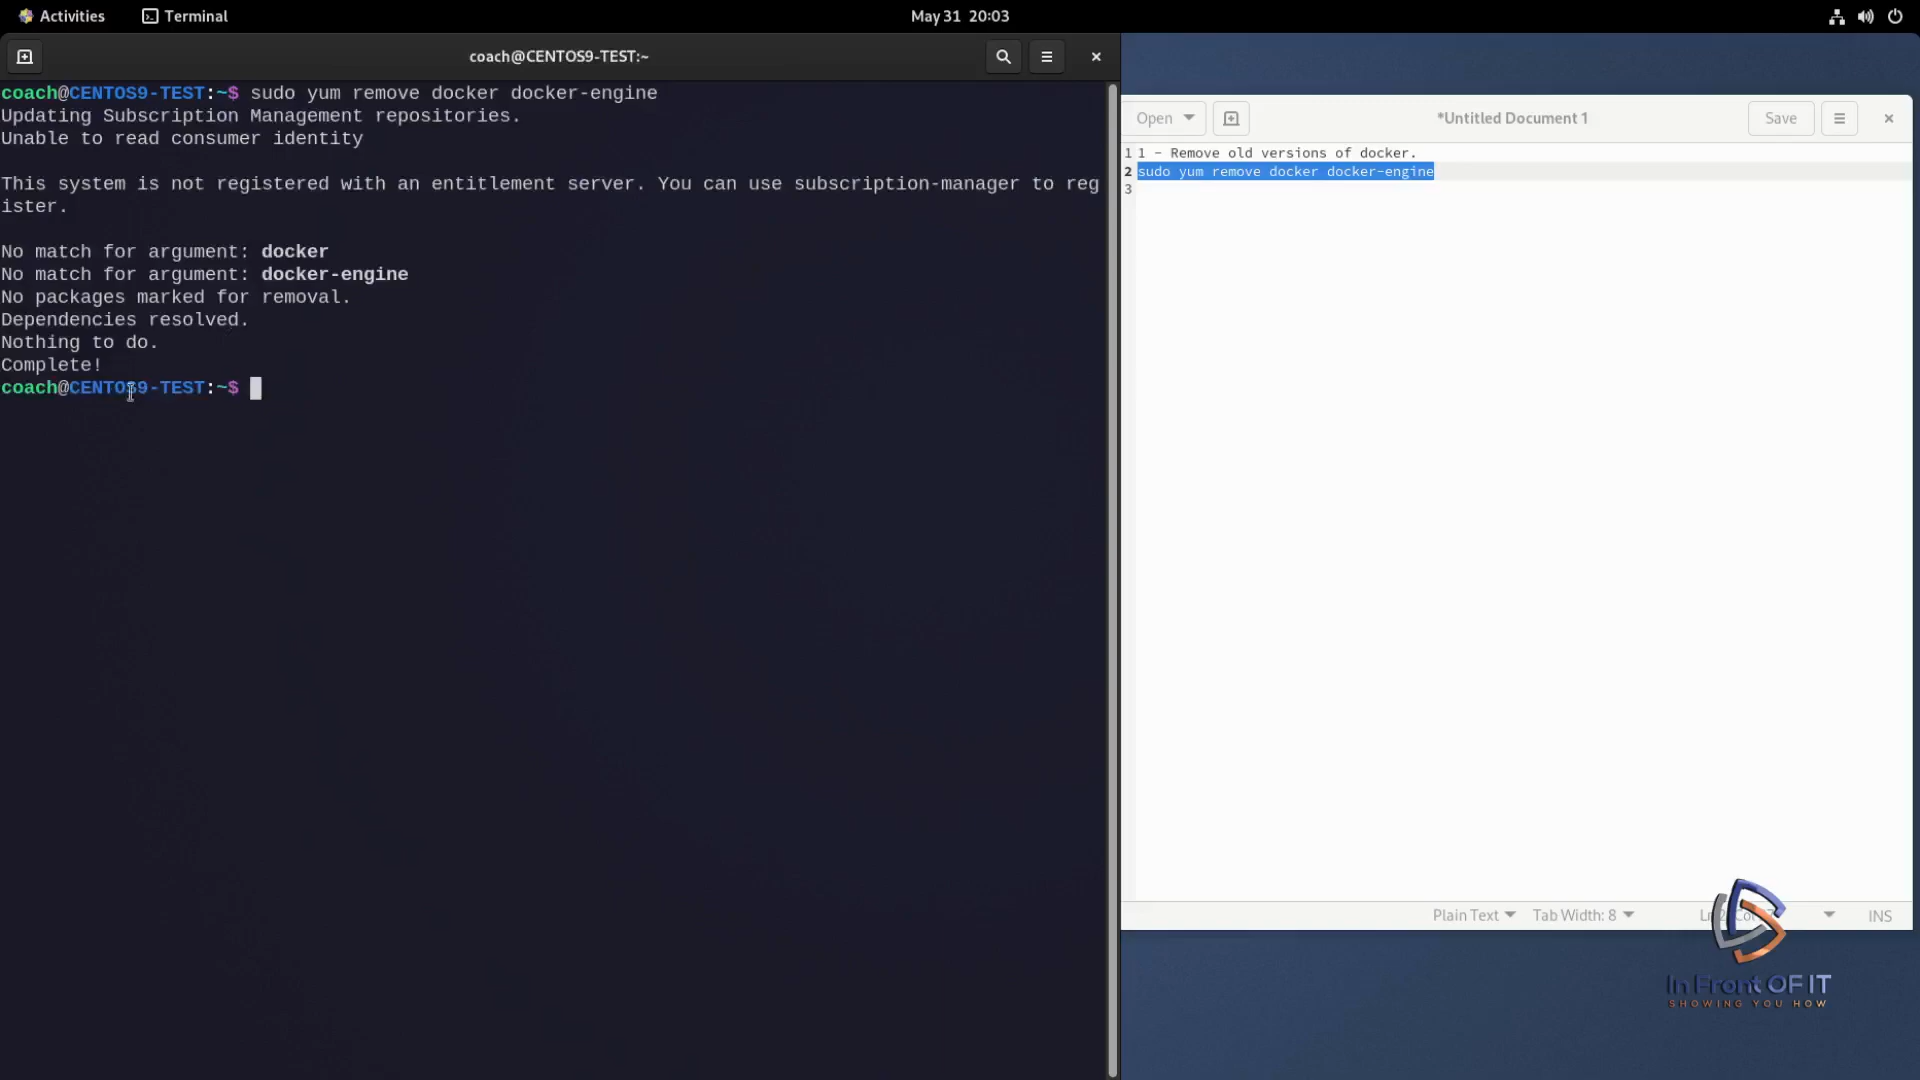 Activities Terminal May 31 20:03
coach@CENTOS9-TEST:~
coach@CENTOS9-TEST:~$ sudo yum remove docker docker-engine
Updating Subscription Management repositories.
Unable to read consumer identity
This system is not registered with an entitlement server. You can use subscription-manager to reg
ister.
No match for argument: docker
No match for argument: docker-engine
No packages marked for removal.
Dependencies resolved.
Nothing to do.
Complete!
coach@CENTOS9-TEST:~$
Open *Untitled Document 1 Save
1 1 - Remove old versions of docker.
2 sudo yum remove docker docker-engine
3
Plain Text Tab Width: 8 INS
In Front OF IT
SHOWING YOU HOW